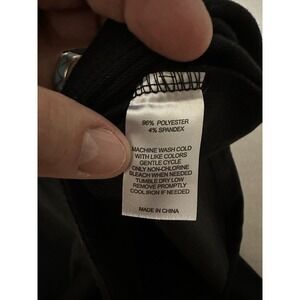 96% POLYESTER
4% SPANDEX
MACHINE WASH COLD
WITH LIKE COLORS
GENTLE CYCLE
ONLY NON-CHLORINE
BLEACH WHEN NEEDED
TUMBLE DRY LOW
REMOVE PROMPTLY
COOL IRON IF NEEDED
MADE IN CHINA